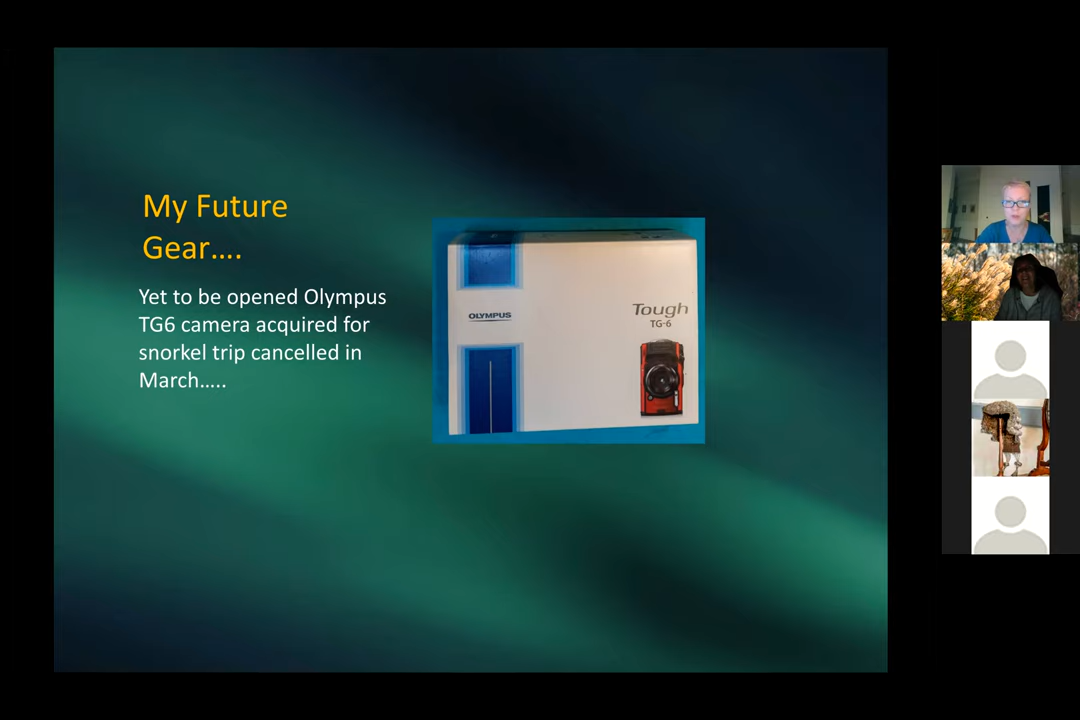 My Future
Gear....
Yet to be opened Olympus
TG6 camera acquired for
snorkel trip cancelled in
March.....
OLYMPUS
Tough
TG-6